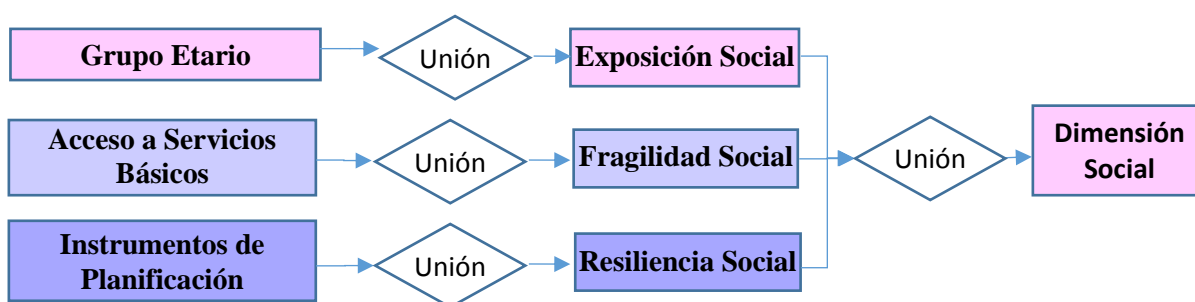 Grupo Etario
Unión
Exposición Social
Acceso a Servicios
Básicos
Unión
Fragilidad Social
Unión
Dimensión
Social
Instrumentos de
Planificación
Unión
Resiliencia Social